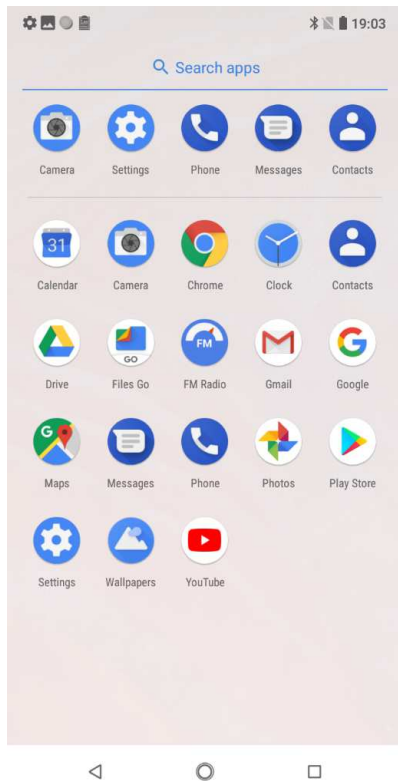 19:03
Search apps
Camera Settings Phone Messages Contacts
31
Calendar Camera Chrome Clock Contacts
GO FM M G
Drive Files Go FM Radio Gmail Google
G
Maps Messages Phone Photos Play Store
Settings Wallpapers YouTube